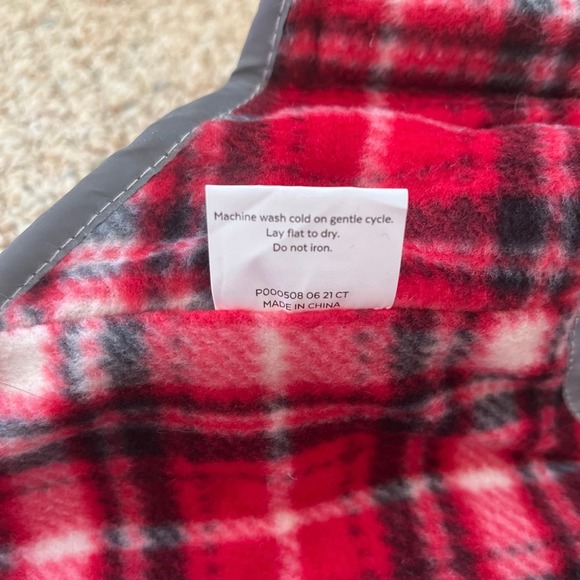 Machine wash cold on gentle cycle.
Lay flat to dry.
Do not iron.
P000508 06 21 CT
MADE IN CHINA